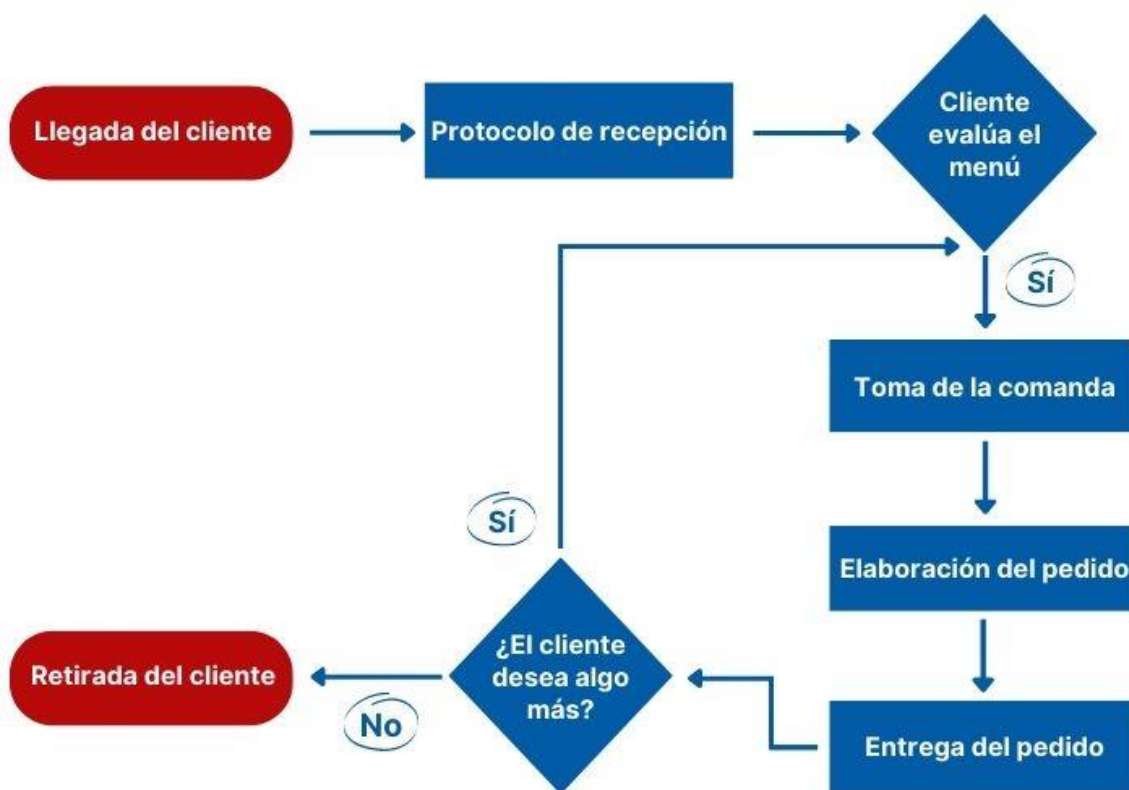 Llegada del cliente
Protocolo de recepción
Cliente
evalúa el
menú
Sí
Toma de la comanda
Elaboración del pedido
Entrega del pedido
¿El cliente
desea algo
más?
Sí
No
Retirada del cliente